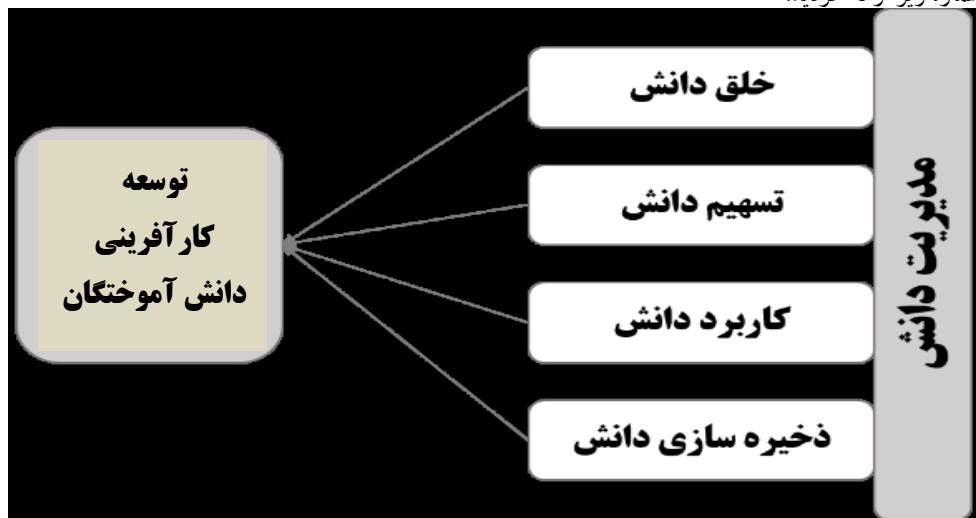 مدیریت دانش
خلق دانش
تسهیم دانش
کاربرد دانش
ذخیره سازی دانش
توسعه
کارآفرینی
دانش آموختگان